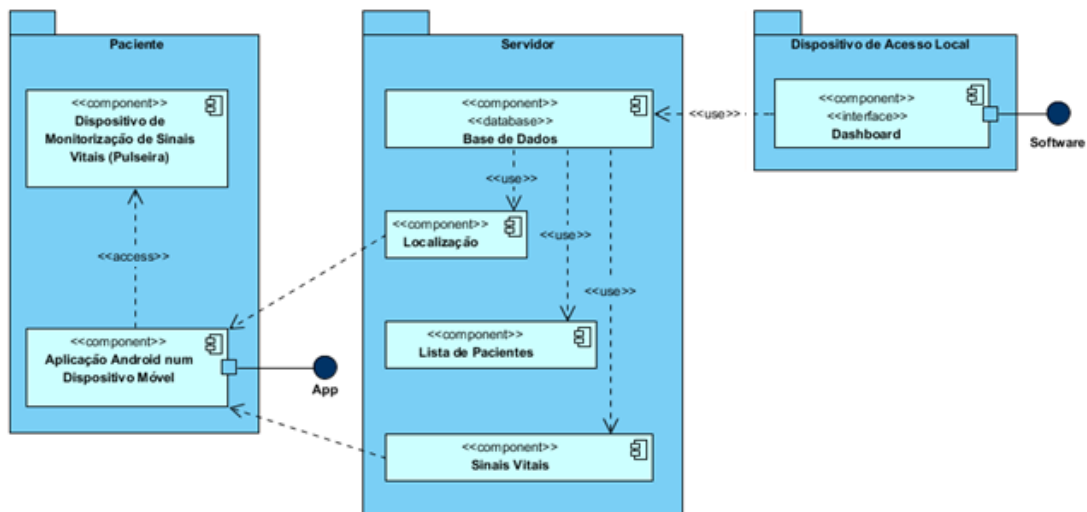 Paciente
<<component>>
Dispositivo de
Monitorização de Sinais
Vitais (Pulseira)
<<access>>
<<component>>
Aplicação Android num
Dispositivo Móvel
App
Servidor
<<component>>
<<database>>
Base de Dados
<<use>>
<<component>>
Localização
<<use>>
<<use>>
<<component>>
Lista de Pacientes
<<component>>
Sinais Vitais
<<use>>
Dispositivo de Acesso Local
<<component>>
<<interface>>
Dashboard
Software